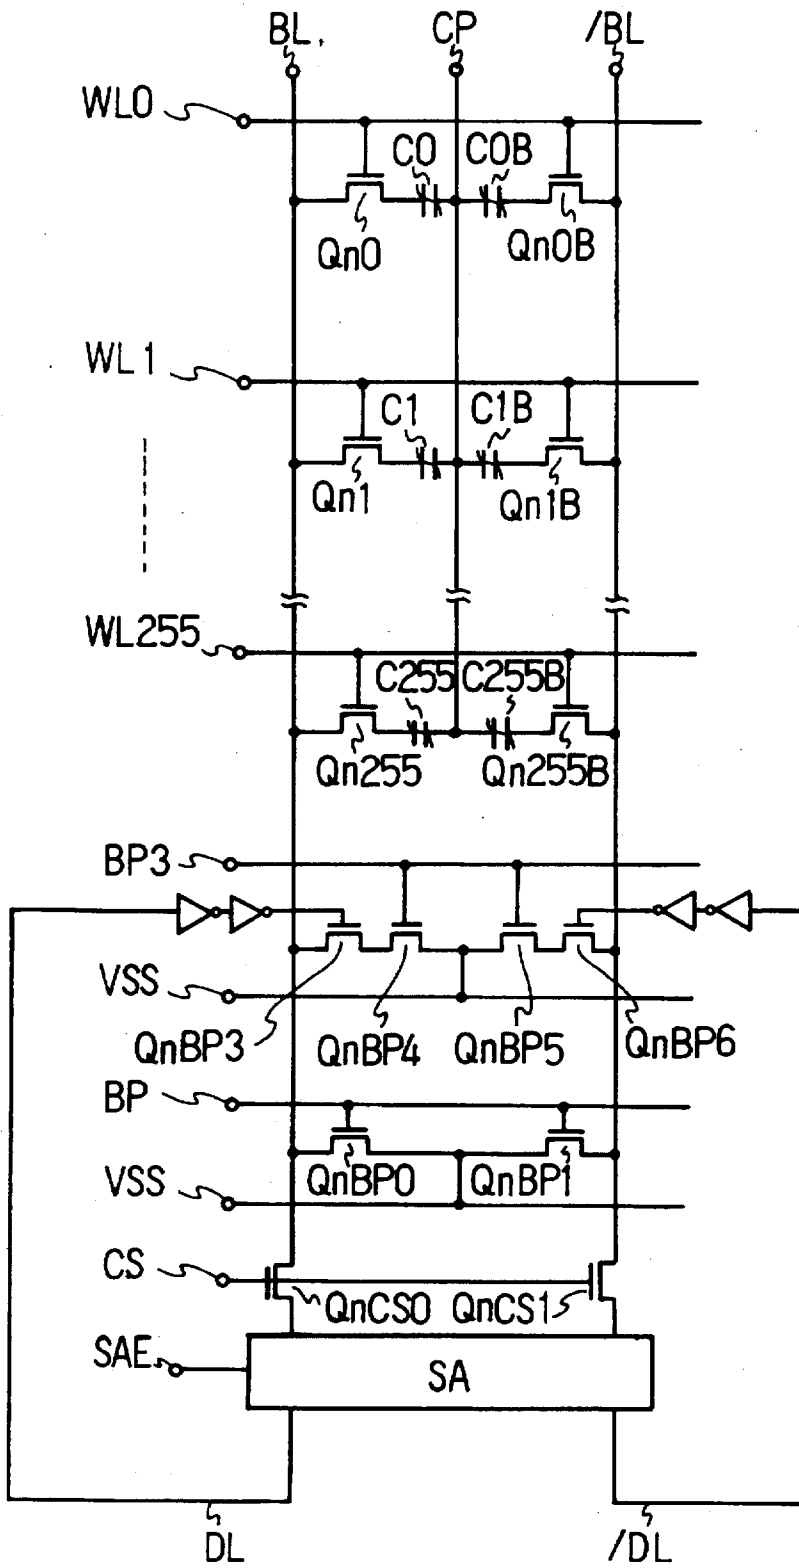 BL
CP
/BL
WL0
C0
C0B
Qn0
Qn0B
WL1
C1
C1B
Qn1
Qn1B
WL255
C255
C255B
Qn255
Qn255B
BP3
VSS
QnBP3
QnBP4
QnBP5
QnBP6
BP
QnBP0
QnBP1
VSS
CS
QnCS0
QnCS1
SAE
SA
DL
/DL